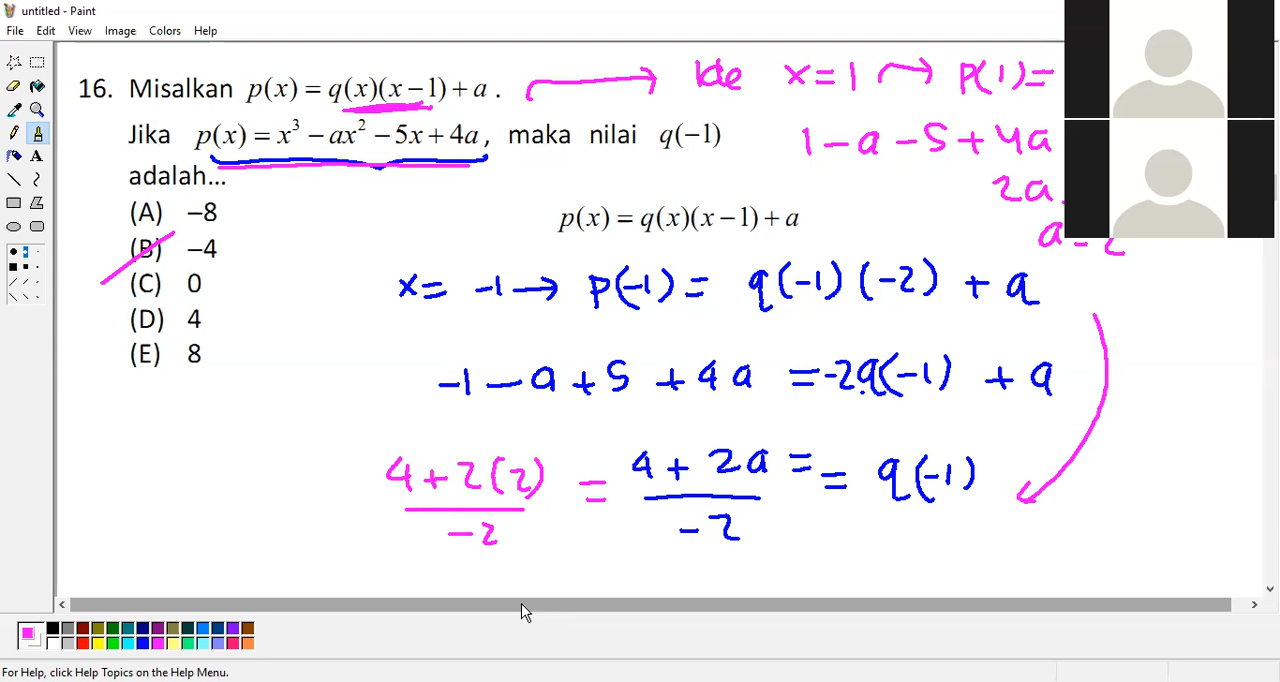 untitled - Paint
File Edit View Image Colors Help
16. Misalkan p(x) = q(x)(x−1) + a .
Ide x = 1 → p(1) =
Jika p(x) = x³ − ax² − 5x + 4a, maka nilai q(−1)
1 − a − 5 + 4a
adalah...
2a
a = 2
(A) −8
p(x) = q(x)(x−1) + a
(B) −4
(C) 0
x = −1 → p(−1) = q(−1)(−2) + a
(D) 4
(E) 8
−1 − a + 5 + 4a = −2q(−1) + a
4 + 2(2) / −2 = 4 + 2a / −2 = = q(−1)
For Help, click Help Topics on the Help Menu.